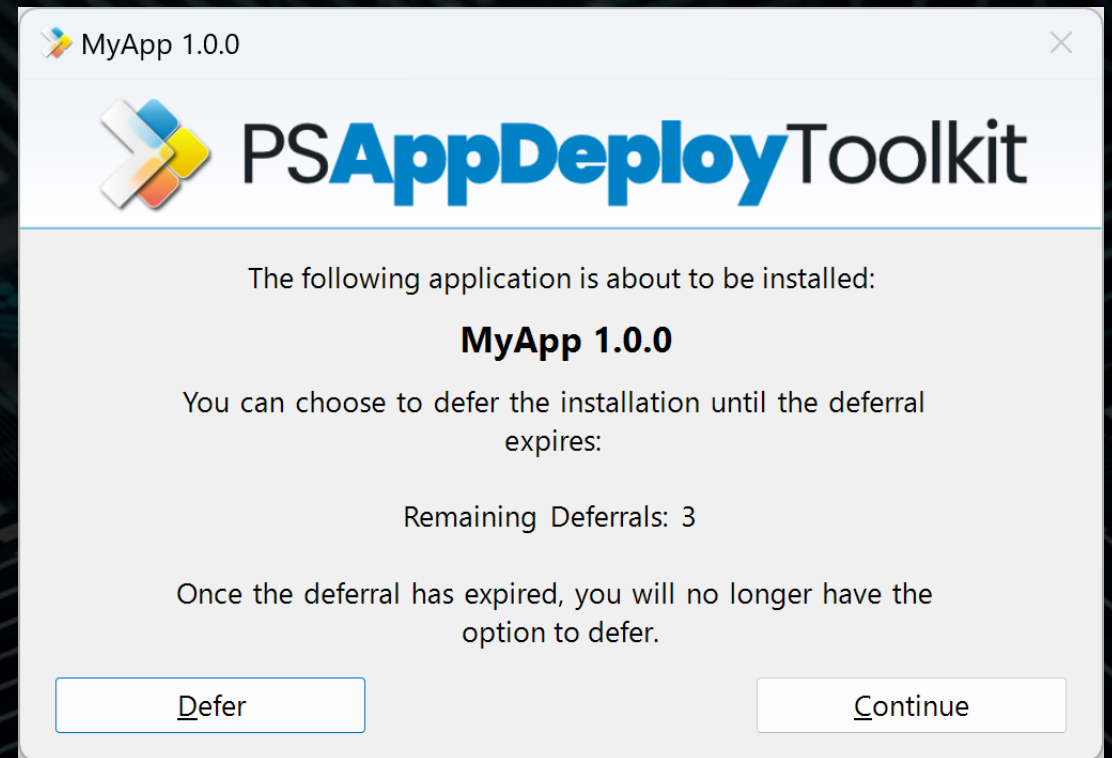 MyApp 1.0.0
PSAppDeployToolkit
The following application is about to be installed:
MyApp 1.0.0
You can choose to defer the installation until the deferral
expires:
Remaining Deferrals: 3
Once the deferral has expired, you will no longer have the
option to defer.
Defer
Continue